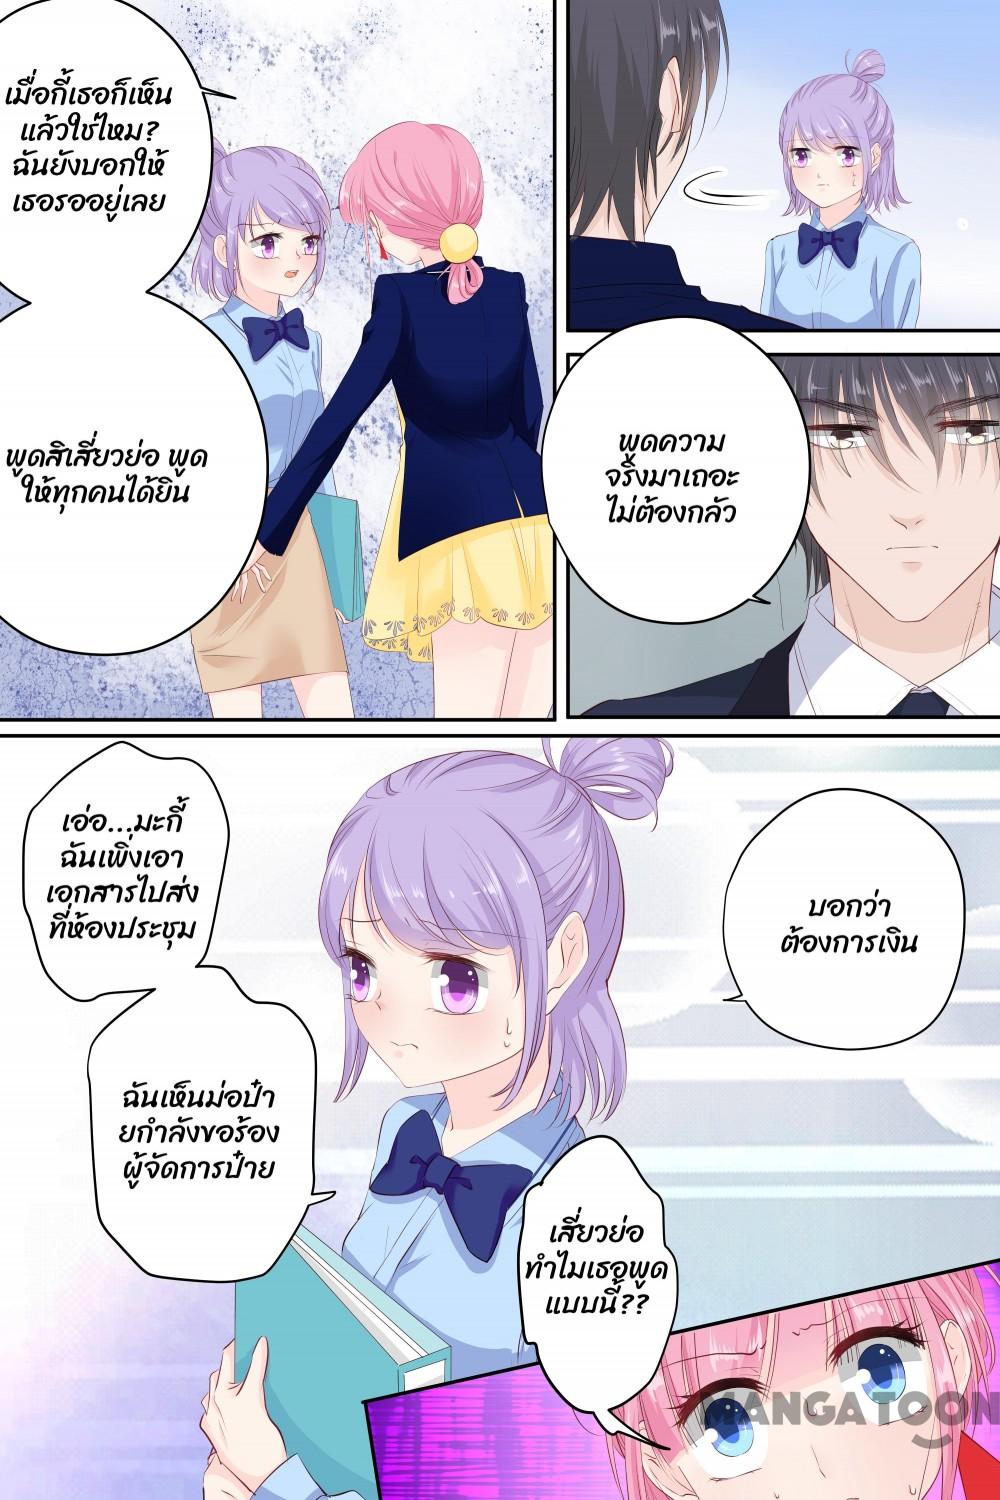 เมื่อกี้เธอก็เห็น
แล้วใช่ไหม?
ฉันยังบอกให้
เธอรออยู่เลย
พูดสิเสี่ยวย่อ พูด
ให้ทุกคนได้ยิน
พูดความ
จริงมาเถอะ
ไม่ต้องกลัว
เอ่อ...มะกี้
ฉันเพิ่งเอา
เอกสารไปส่ง
ที่ห้องประชุม
ฉันเห็นม่อป๋า
ยกำลังขอร้อง
ผู้จัดการป๋าย
บอกว่า
ต้องการเงิน
เสี่ยวย่อ
ทำไมเธอพูด
แบบนี้??
MANGATOON